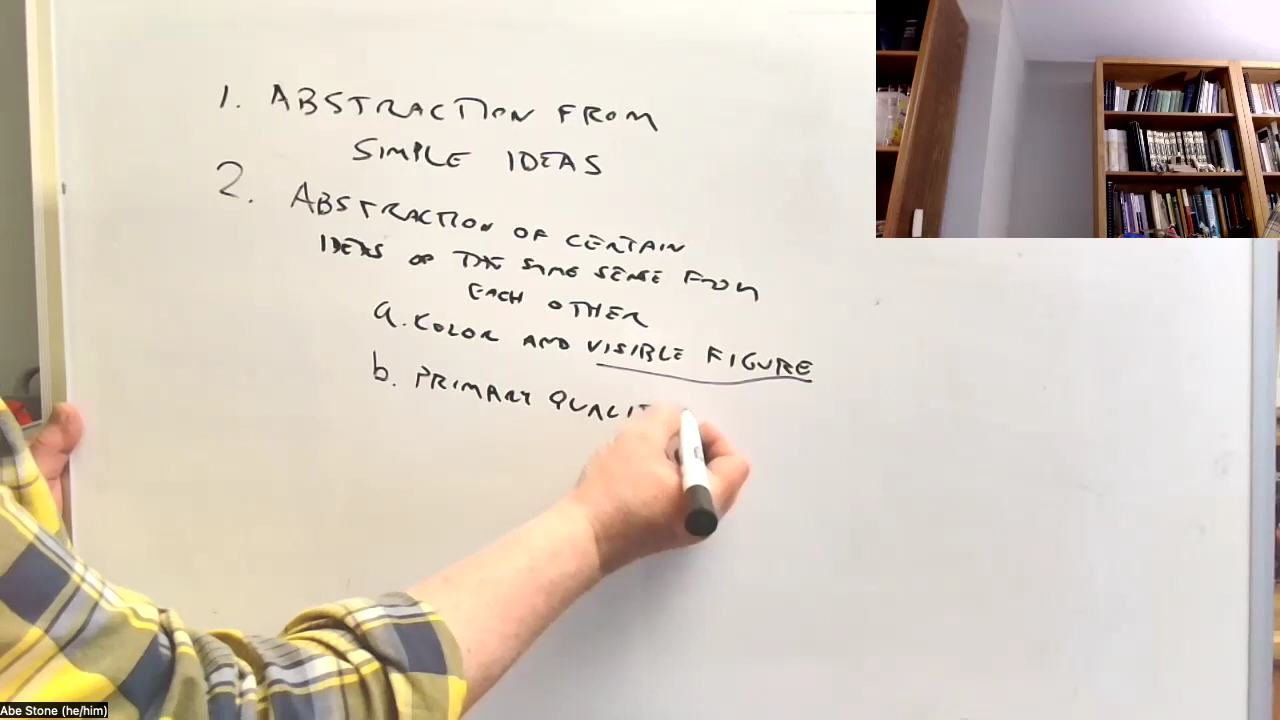 1. ABSTRACTION FROM
SIMPLE IDEAS
2. ABSTRACTION OF CERTAIN
IDEAS OF THE SAME SENSE FROM
EACH OTHER
a. COLOR AND VISIBLE FIGURE
b. PRIMARY QUALIT
Abe Stone (he/him)